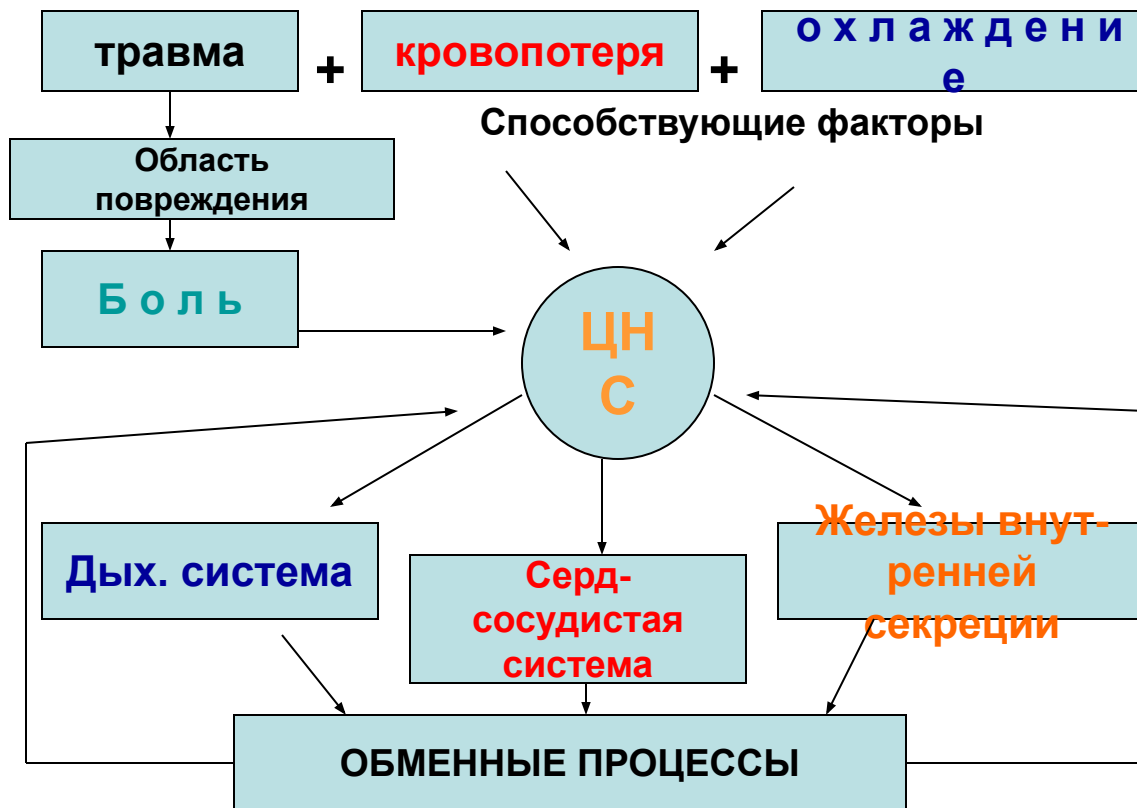 травма
+
кровопотеря
+
о х л а ж д е н и
е
Способствующие факторы
Область
повреждения
Б о л ь
ЦН
С
Дых. система
Серд-
сосудистая
система
Железы внут-
ренней
секреции
ОБМЕННЫЕ ПРОЦЕССЫ